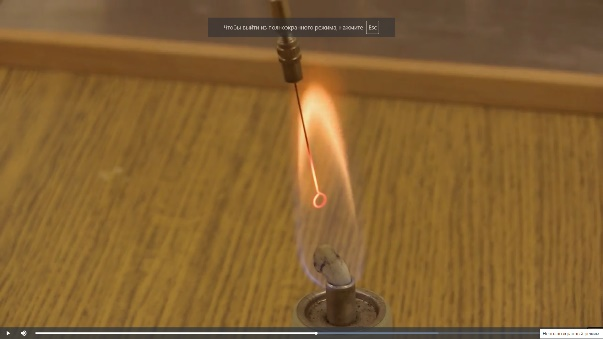 Чтобы выйти из полноэкранного режима, нажмите Esc